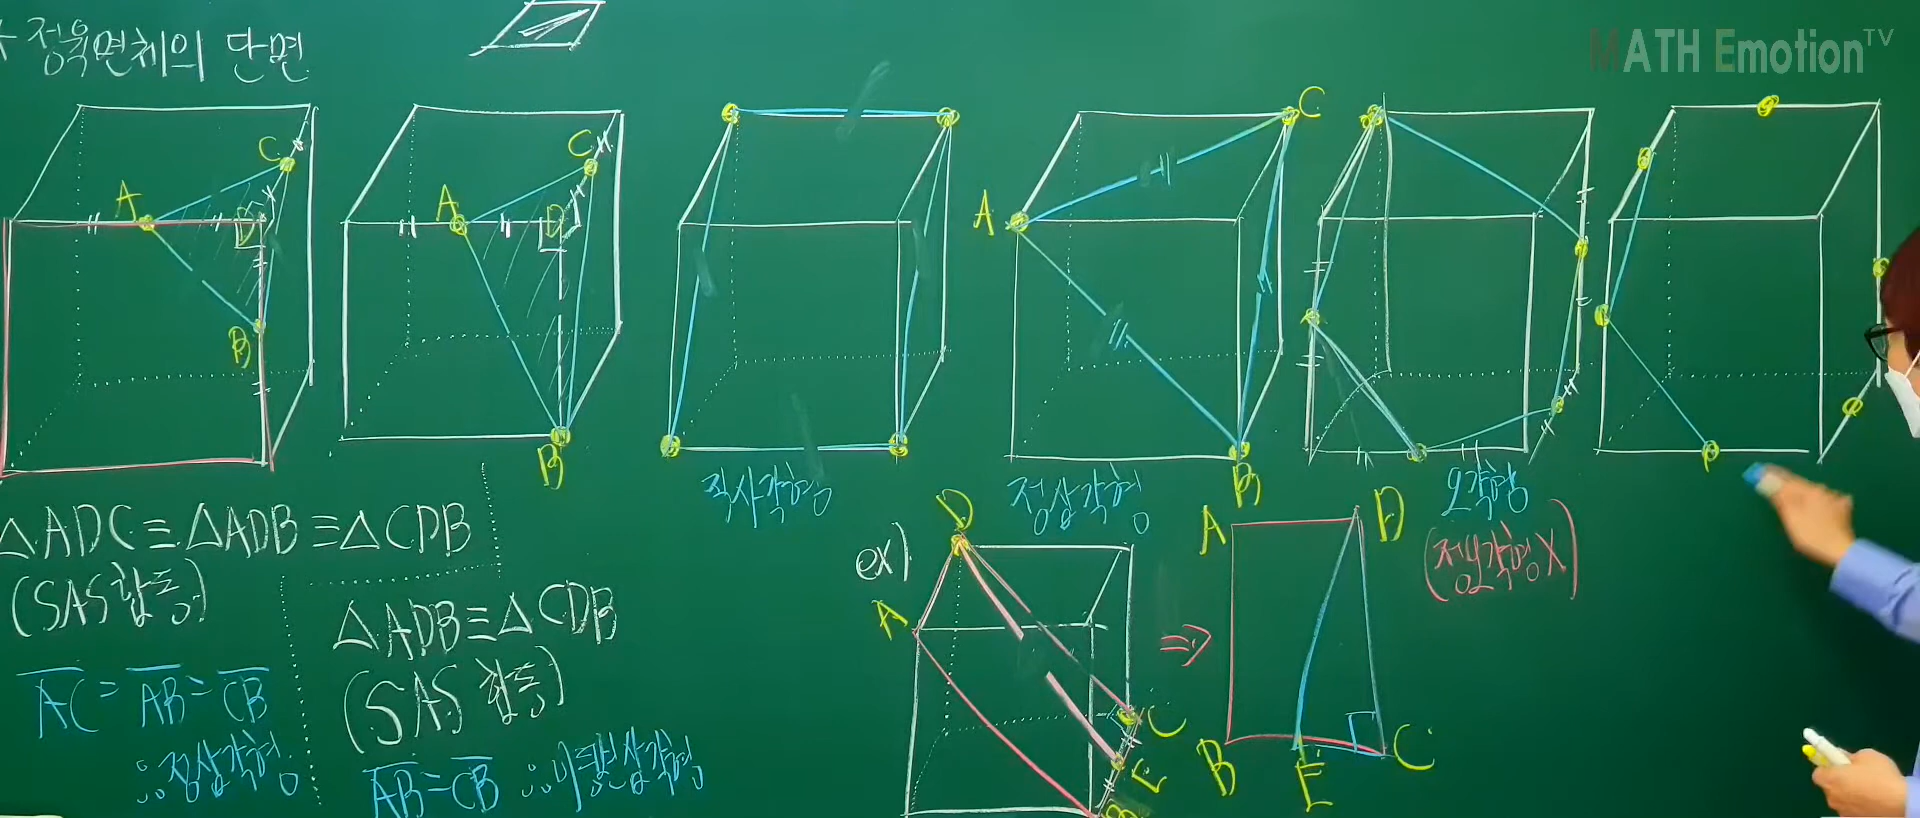 * 정육면체의 단면
MATH Emotion TV
A
B
C
D
A
B
C
D
A
B
C
직사각형
정삼각형
오각형
(정오각형X)
△ADC≡△ADB≡△CDB
(SAS합동)
AC=AB=CB
∴정삼각형
△ADB≡△CDB
(SAS 합동)
AB=CB ∴이등변삼각형
ex)
D
A
C
E
B
⇒
A
D
B
E
C